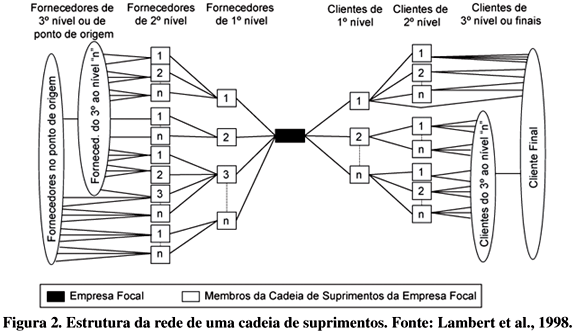 Fornecedores de
3º nível ou de
ponto de origem
Fornecedores
de 2º nível
Fornecedores
de 1º nível
Clientes de
1º nível
Clientes de
2º nível
Clientes de
3º nível ou finais
Fornecedores no ponto de origem
Forneced. do 3º ao nível “n”
1
2
n
1
n
1
2
3
n
1
n
1
2
3
n
1
2
n
1
2
n
1
n
1
2
n
Clientes do 3º ao nível “n”
Cliente Final
Empresa Focal
Membros da Cadeia de Suprimentos da Empresa Focal
Figura 2. Estrutura da rede de uma cadeia de suprimentos. Fonte: Lambert et al., 1998.